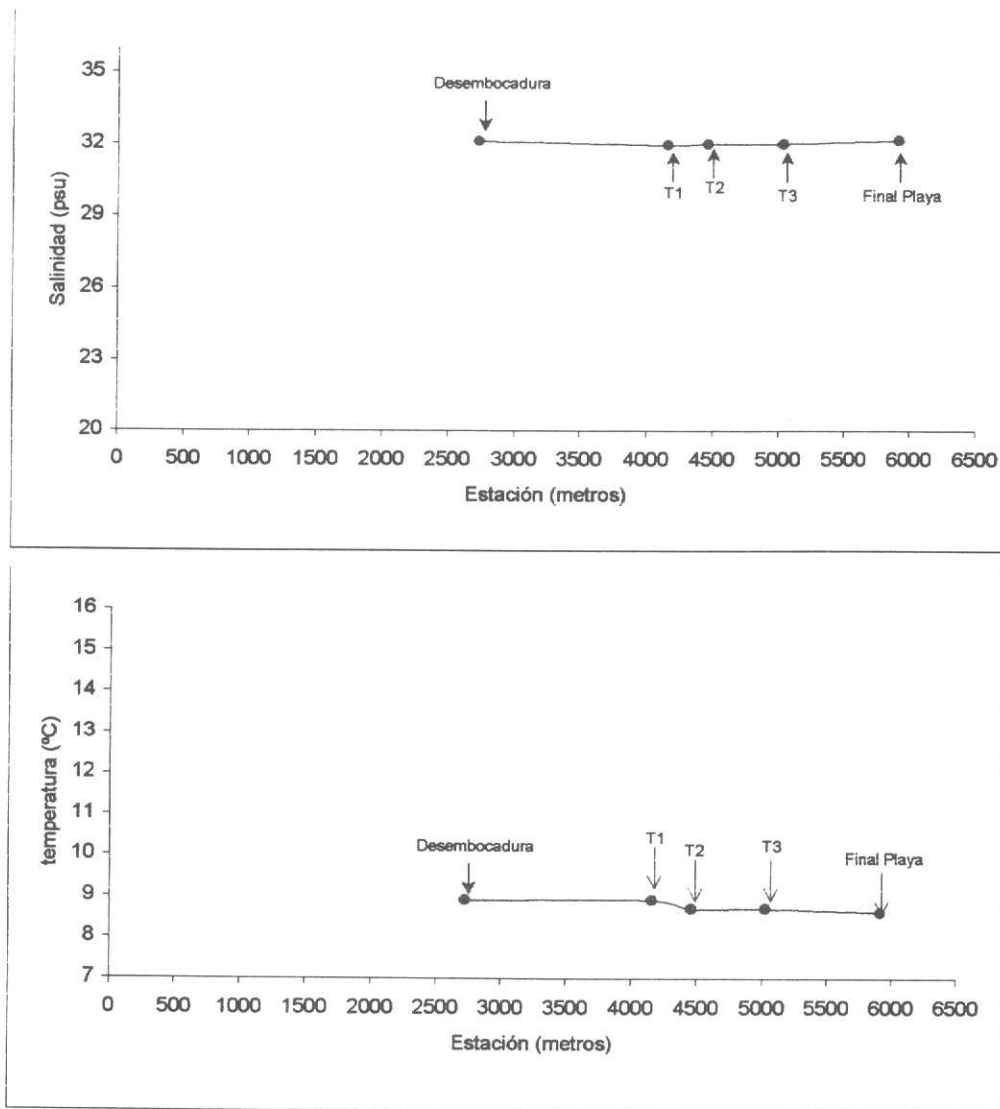 35
Desembocadura
32
T1
T2
T3
Final Playa
29
26
23
20
Salinidad (psu)
0 500 1000 1500 2000 2500 3000 3500 4000 4500 5000 5500 6000 6500
Estación (metros)
16
15
14
13
12
11
10
9
8
7
temperatura (ºC)
Desembocadura
T1
T2
T3
Final Playa
0 500 1000 1500 2000 2500 3000 3500 4000 4500 5000 5500 6000 6500
Estación (metros)